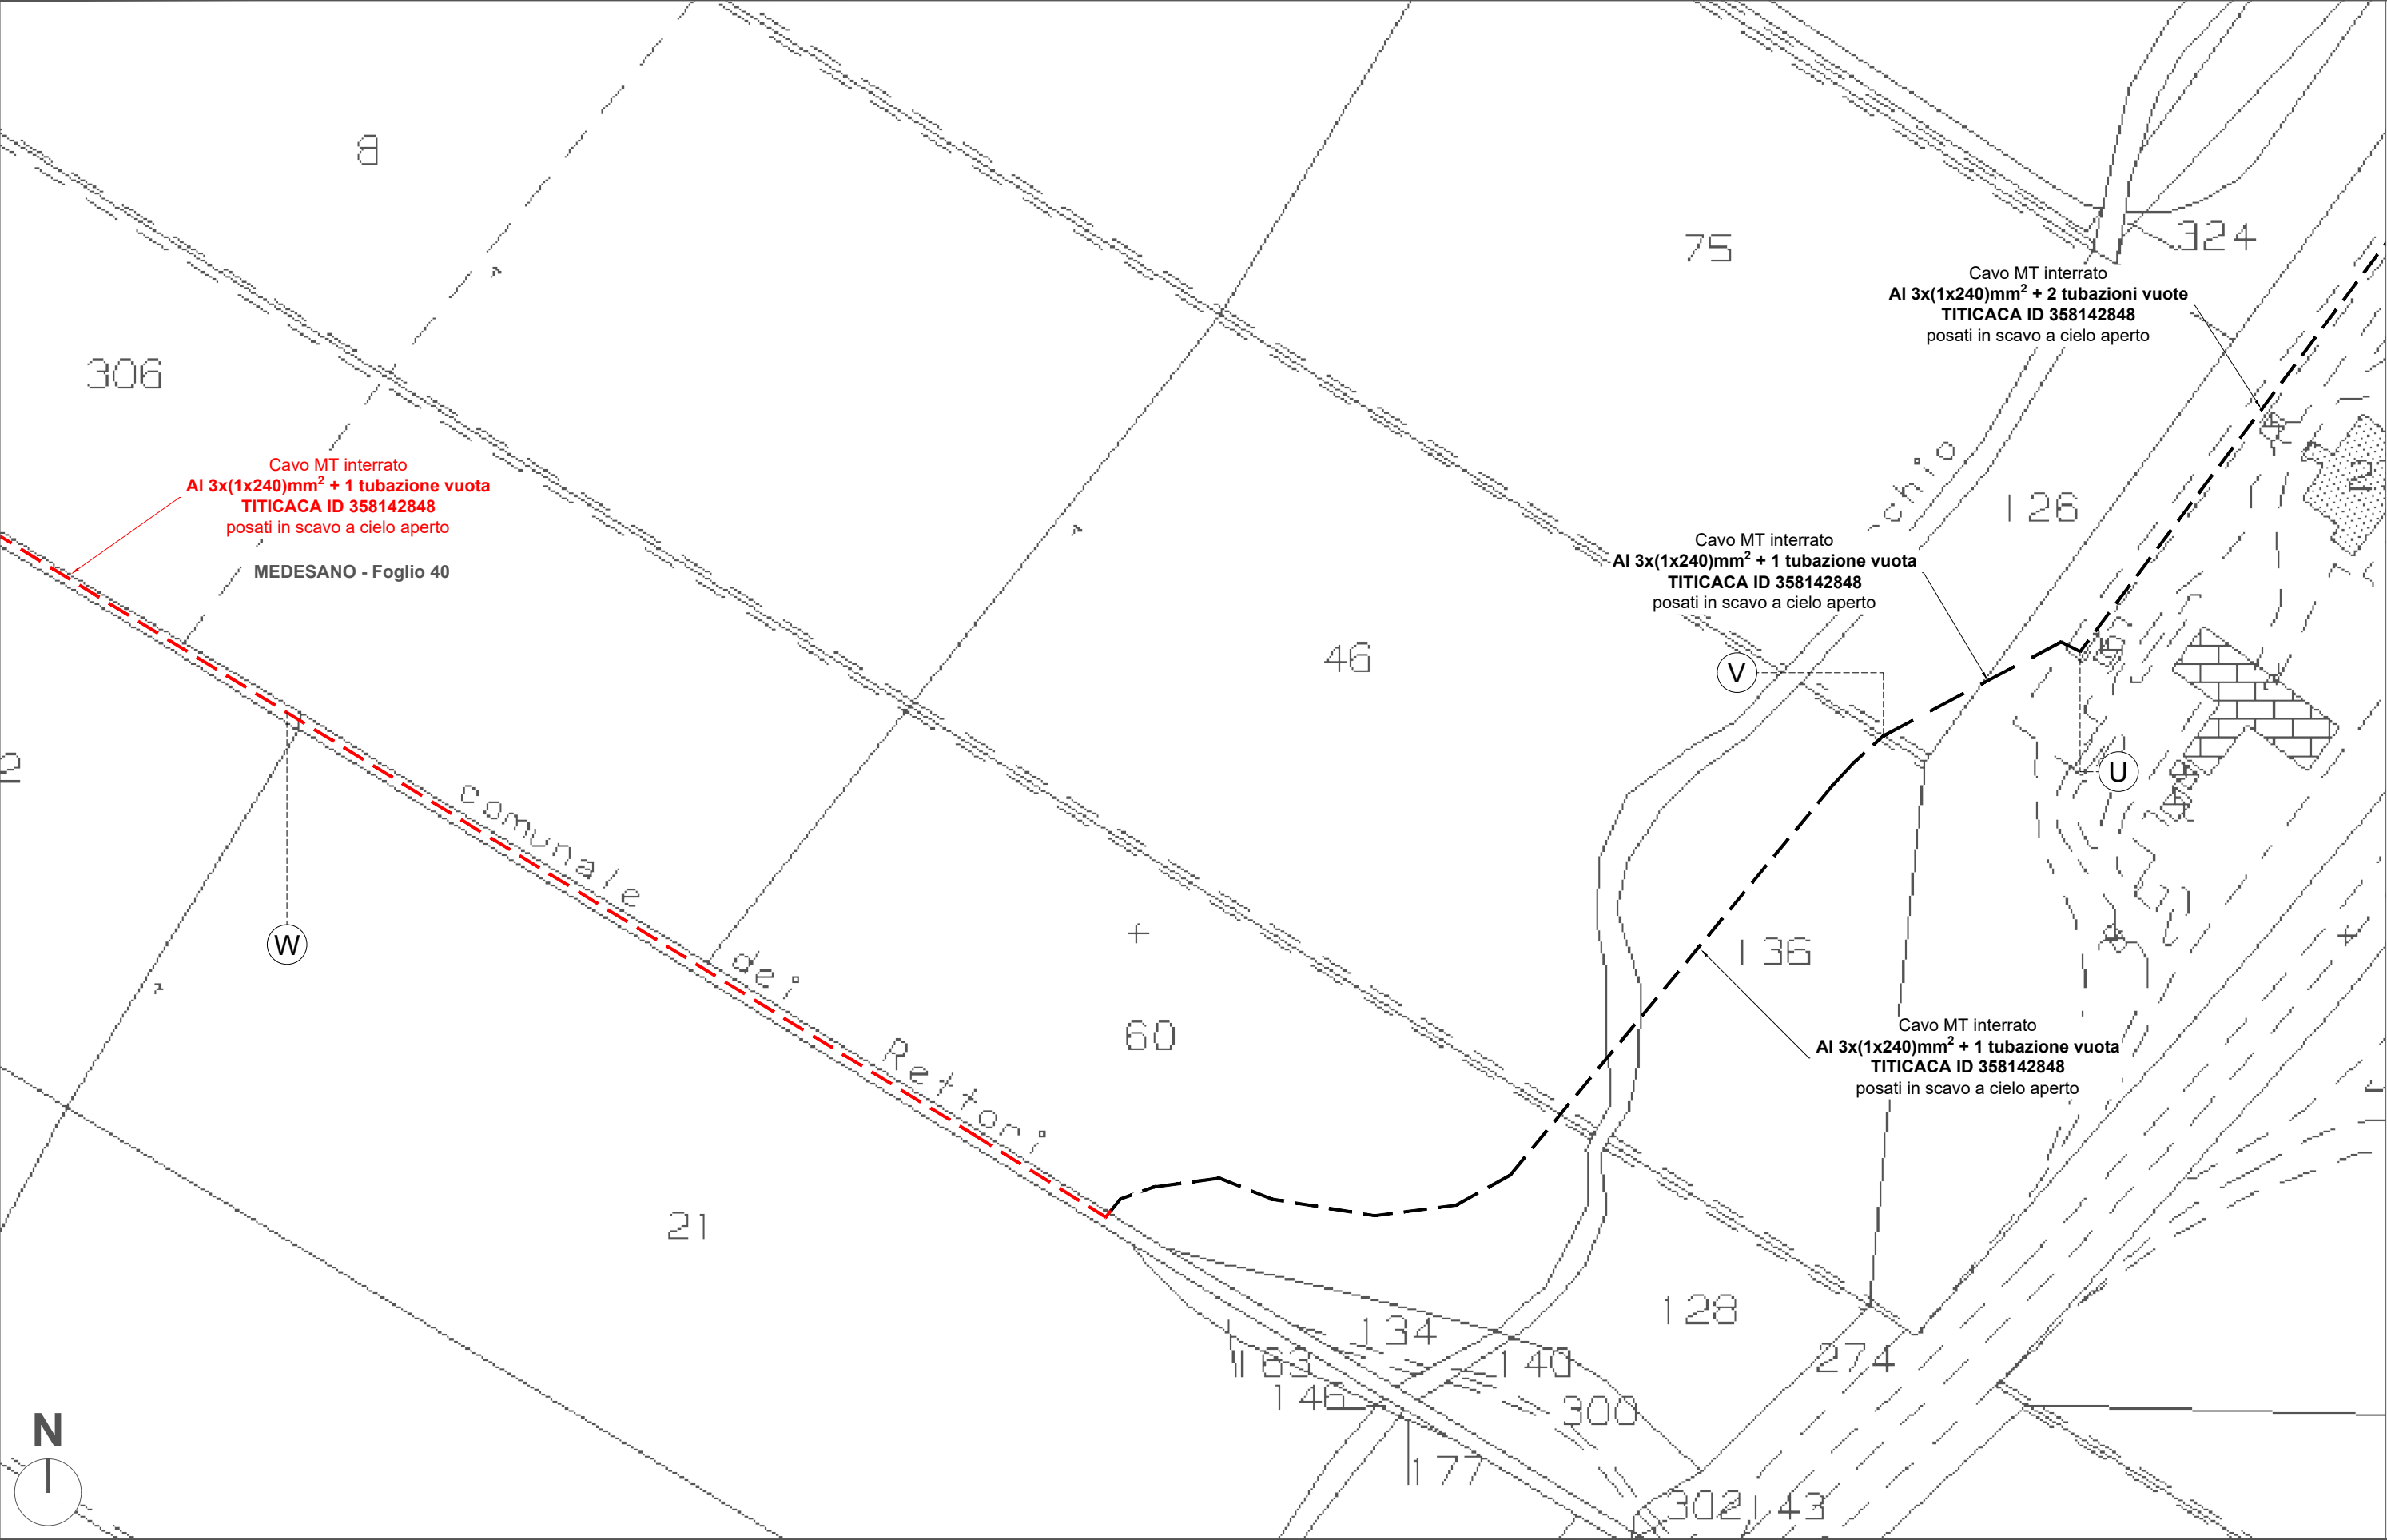 8
75
324
Cavo MT interrato
Al 3x(1x240)mm² + 2 tubazioni vuote
TITICACA ID 358142848
posati in scavo a cielo aperto
306
Cavo MT interrato
Al 3x(1x240)mm² + 1 tubazione vuota
TITICACA ID 358142848
posati in scavo a cielo aperto
MEDESANO - Foglio 40
chio
126
Cavo MT interrato
Al 3x(1x240)mm² + 1 tubazione vuota
TITICACA ID 358142848
posati in scavo a cielo aperto
46
V
U
2
comunale dei Rettori
W
136
60
Cavo MT interrato
Al 3x(1x240)mm² + 1 tubazione vuota
TITICACA ID 358142848
posati in scavo a cielo aperto
21
128
134
163
140
274
146
300
N
177
302
143